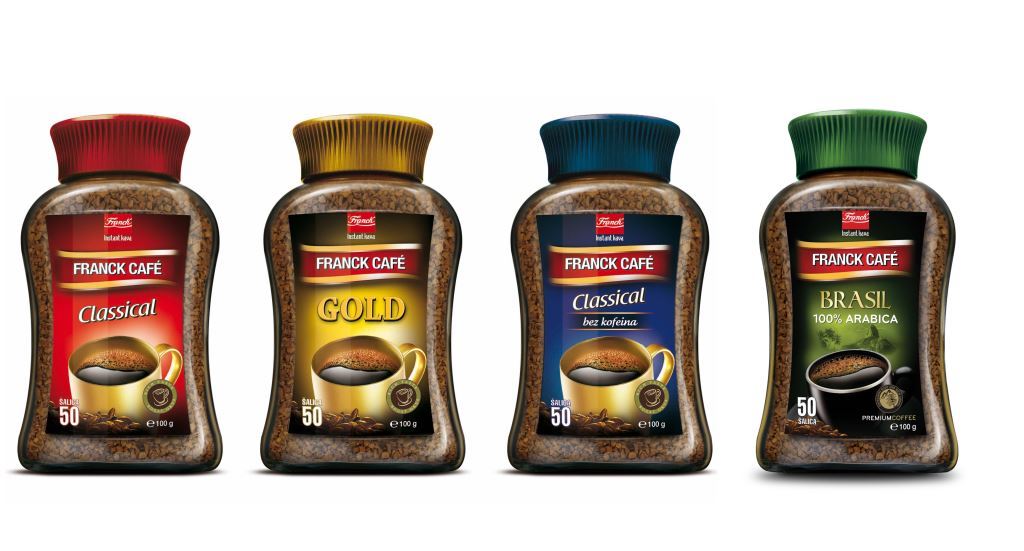 Franck
Instant kava
FRANCK CAFÉ
Classical
ŠALICA
50
℮ 100 g
Franck
Instant kava
FRANCK CAFÉ
GOLD
ŠALICA
50
℮ 100 g
Franck
Instant kava
FRANCK CAFÉ
Classical
bez kofeina
ŠALICA
50
℮ 100 g
Franck
Instant kava
FRANCK CAFÉ
BRASIL
100% ARABICA
50
ŠALICA
PREMIUMCOFFEE
℮ 100 g